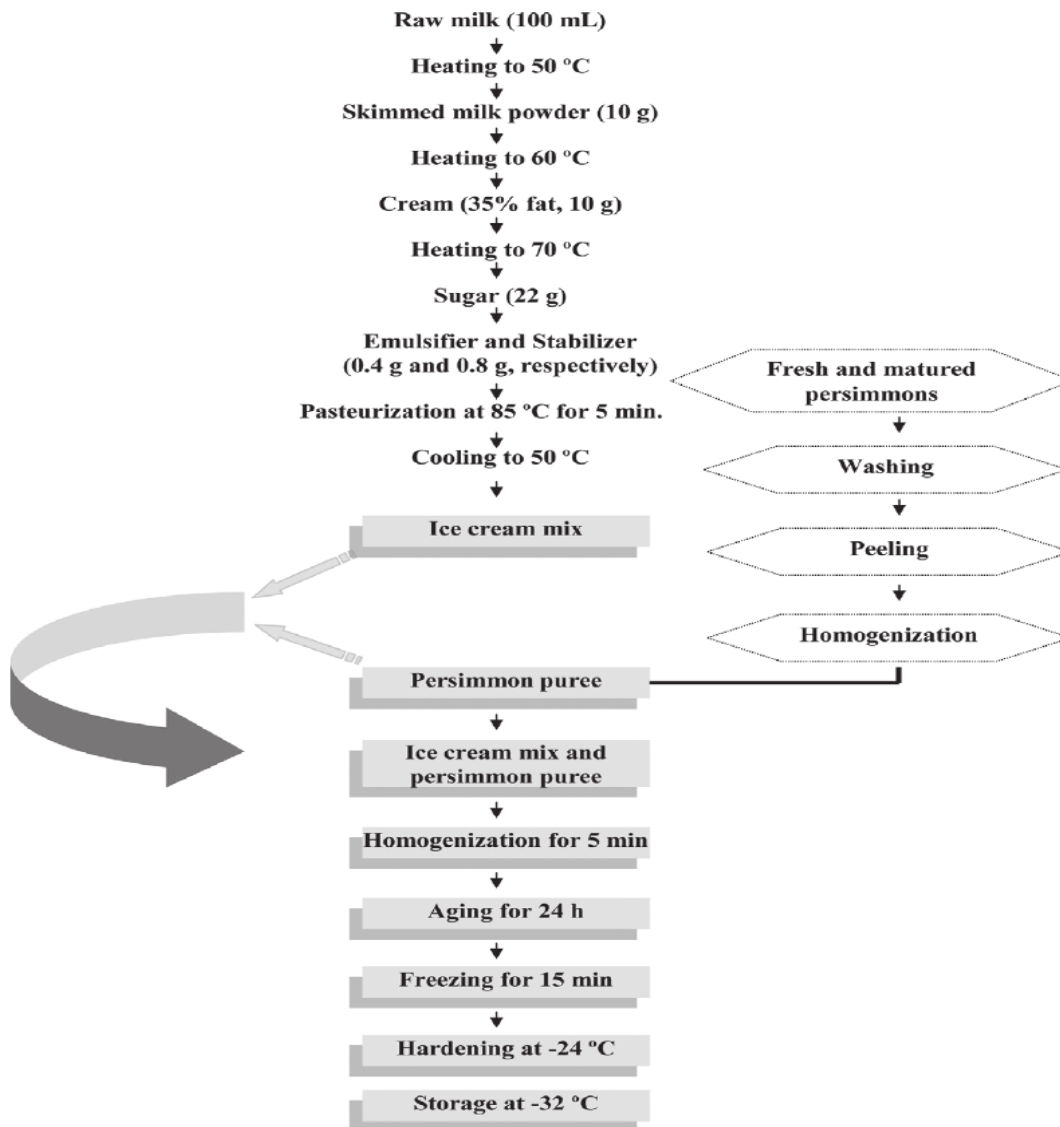 Raw milk (100 mL)
Heating to 50 ºC
Skimmed milk powder (10 g)
Heating to 60 ºC
Cream (35% fat, 10 g)
Heating to 70 ºC
Sugar (22 g)
Emulsifier and Stabilizer
(0.4 g and 0.8 g, respectively)
Pasteurization at 85 ºC for 5 min.
Cooling to 50 ºC
Ice cream mix
Fresh and matured
persimmons
Washing
Peeling
Homogenization
Persimmon puree
Ice cream mix and
persimmon puree
Homogenization for 5 min
Aging for 24 h
Freezing for 15 min
Hardening at -24 ºC
Storage at -32 ºC